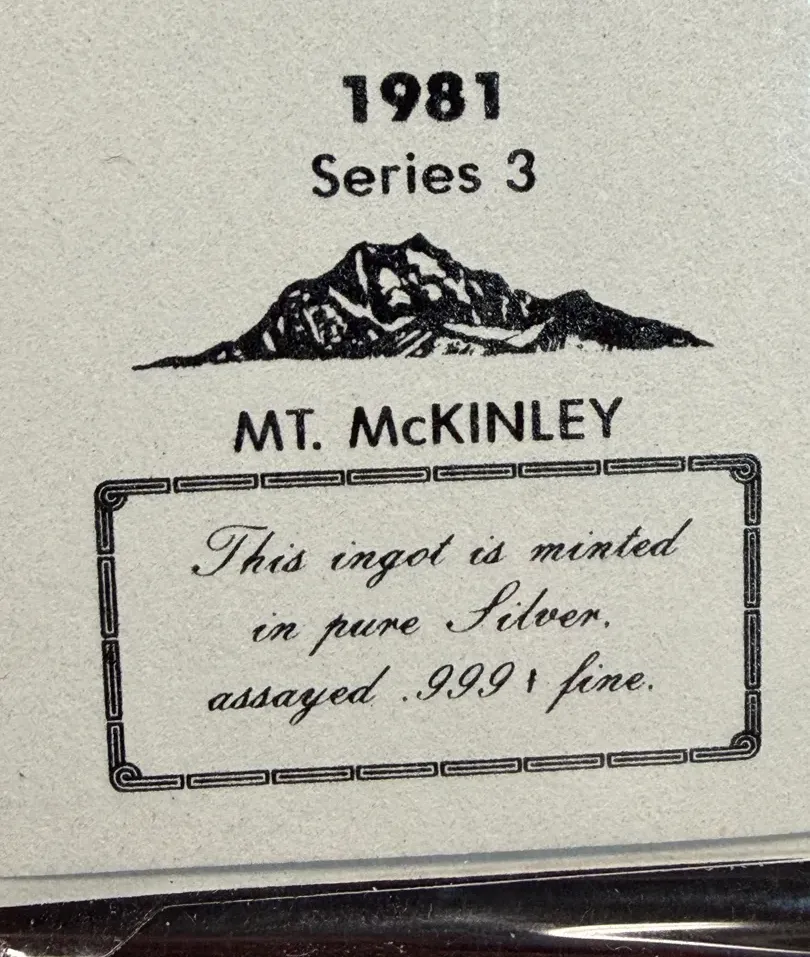 1981
Series 3
MT. McKINLEY
This ingot is minted
in pure Silver,
assayed .999+ fine.